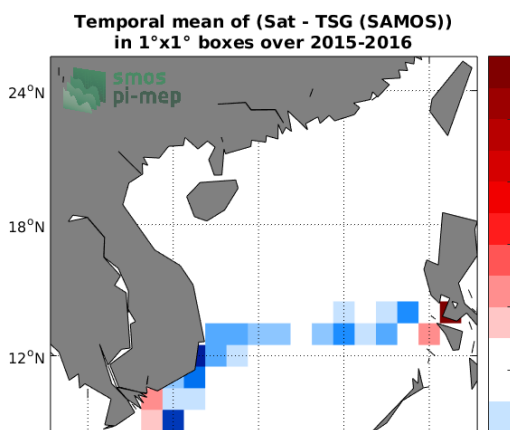 Temporal mean of (Sat - TSG (SAMOS))
in 1°x1° boxes over 2015-2016
smos
pi-mep
24°N
18°N
12°N